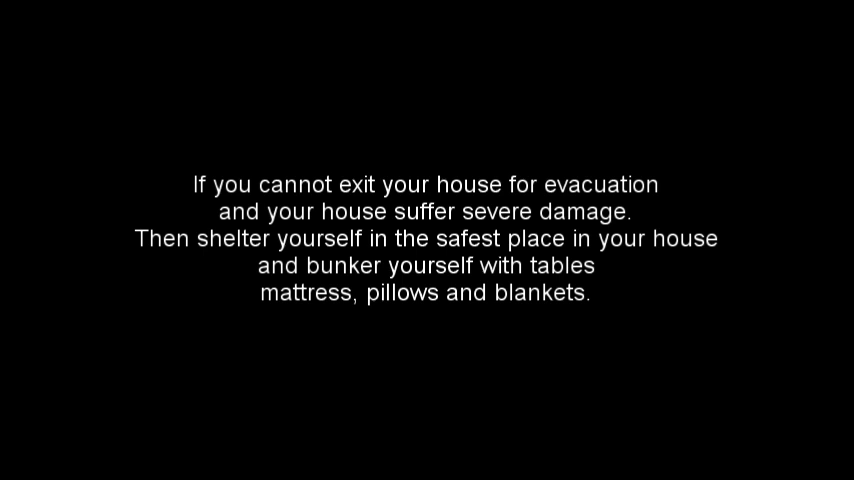 If you cannot exit your house for evacuation
and your house suffer severe damage.
Then shelter yourself in the safest place in your house
and bunker yourself with tables
mattress, pillows and blankets.